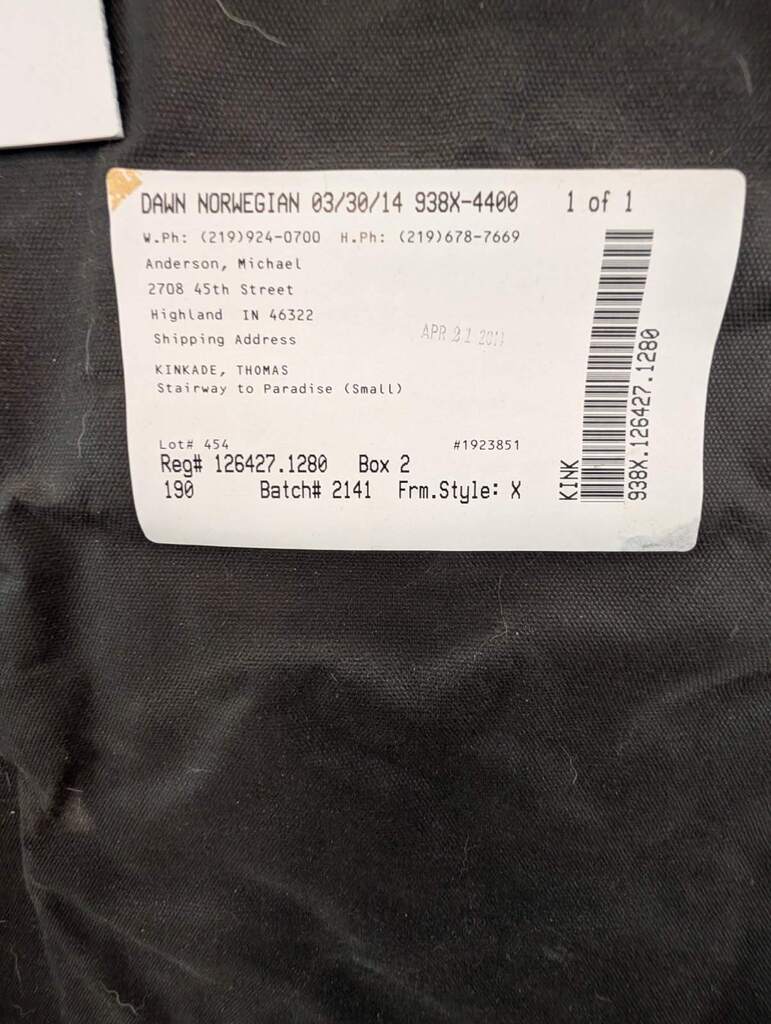 DAWN NORWEGIAN 03/30/14 938X-4400 1 of 1
W.Ph: (219)924-0700 H.Ph: (219)678-7669
Anderson, Michael
2708 45th Street
Highland IN 46322
Shipping Address
APR 21
KINKADE, THOMAS
Stairway to Paradise (Small)
Lot# 454 #1923851
Reg# 126427.1280 Box 2
190 Batch# 2141 Frm.Style: X
KINK
938X.126427.1280